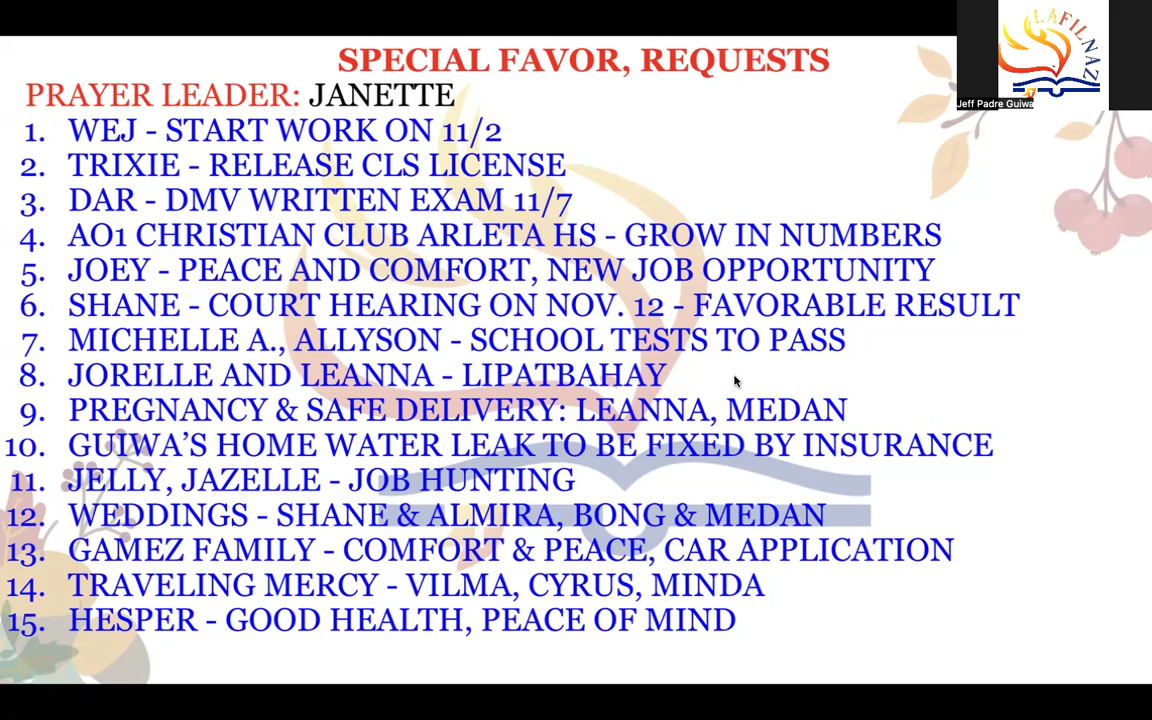 LAFILNAZ
Jeff Padre Guiwa
SPECIAL FAVOR, REQUESTS
PRAYER LEADER: JANETTE
1. WEJ - START WORK ON 11/2
2. TRIXIE - RELEASE CLS LICENSE
3. DAR - DMV WRITTEN EXAM 11/7
4. AO1 CHRISTIAN CLUB ARLETA HS - GROW IN NUMBERS
5. JOEY - PEACE AND COMFORT, NEW JOB OPPORTUNITY
6. SHANE - COURT HEARING ON NOV. 12 - FAVORABLE RESULT
7. MICHELLE A., ALLYSON - SCHOOL TESTS TO PASS
8. JORELLE AND LEANNA - LIPATBAHAY
9. PREGNANCY & SAFE DELIVERY: LEANNA, MEDAN
10. GUIWA'S HOME WATER LEAK TO BE FIXED BY INSURANCE
11. JELLY, JAZELLE - JOB HUNTING
12. WEDDINGS - SHANE & ALMIRA, BONG & MEDAN
13. GAMEZ FAMILY - COMFORT & PEACE, CAR APPLICATION
14. TRAVELING MERCY - VILMA, CYRUS, MINDA
15. HESPER - GOOD HEALTH, PEACE OF MIND